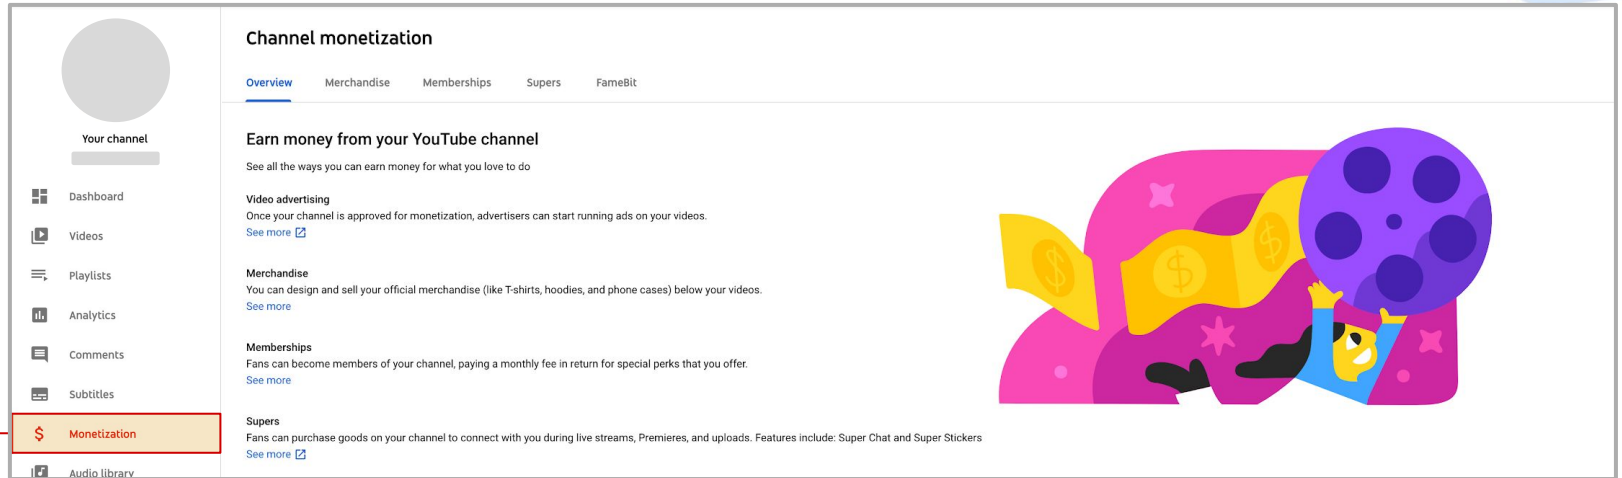 Your channel
Dashboard
Videos
Playlists
Analytics
Comments
Subtitles
$ Monetization
Audio library
Channel monetization
Overview Merchandise Memberships Supers FameBit
Earn money from your YouTube channel
See all the ways you can earn money for what you love to do
Video advertising
Once your channel is approved for monetization, advertisers can start running ads on your videos.
See more
Merchandise
You can design and sell your official merchandise (like T-shirts, hoodies, and phone cases) below your videos.
See more
Memberships
Fans can become members of your channel, paying a monthly fee in return for special perks that you offer.
See more
Supers
Fans can purchase goods on your channel to connect with you during live streams, Premieres, and uploads. Features include: Super Chat and Super Stickers
See more
$ $ $